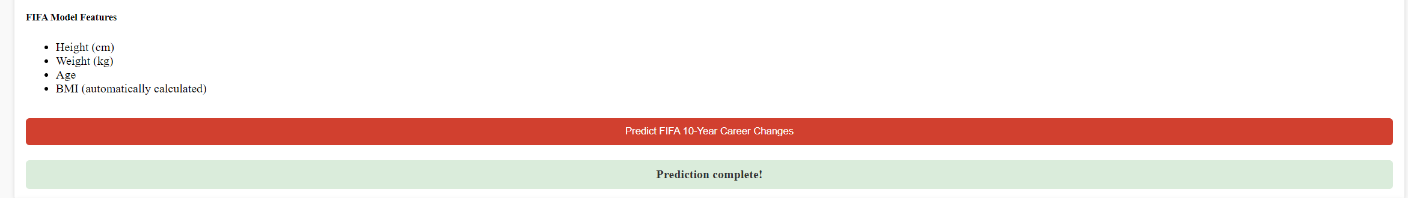 FIFA Model Features
Height (cm)
Weight (kg)
Age
BMI (automatically calculated)
Predict FIFA 10-Year Career Changes
Prediction complete!